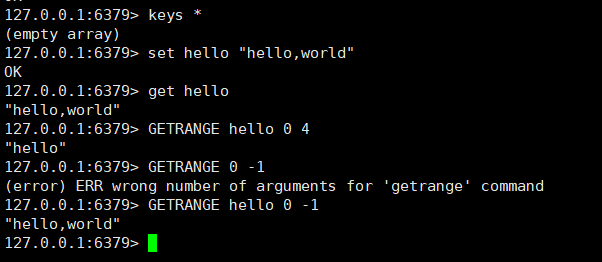 127.0.0.1:6379> keys *
(empty array)
127.0.0.1:6379> set hello "hello,world"
OK
127.0.0.1:6379> get hello
"hello,world"
127.0.0.1:6379> GETRANGE hello 0 4
"hello"
127.0.0.1:6379> GETRANGE 0 -1
(error) ERR wrong number of arguments for 'getrange' command
127.0.0.1:6379> GETRANGE hello 0 -1
"hello,world"
127.0.0.1:6379>